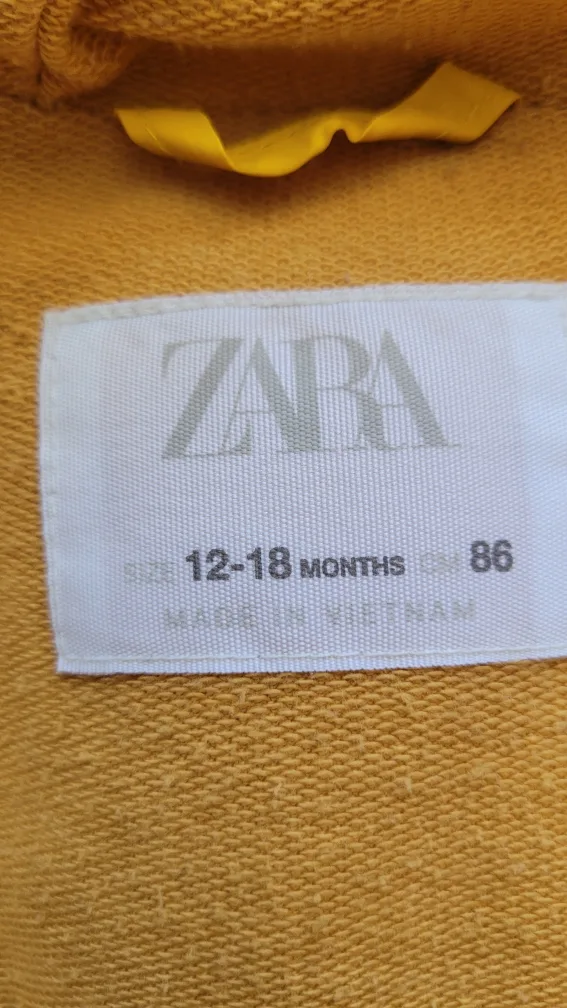 ZARA
SIZE 12-18 MONTHS CM 86
MADE IN VIETNAM